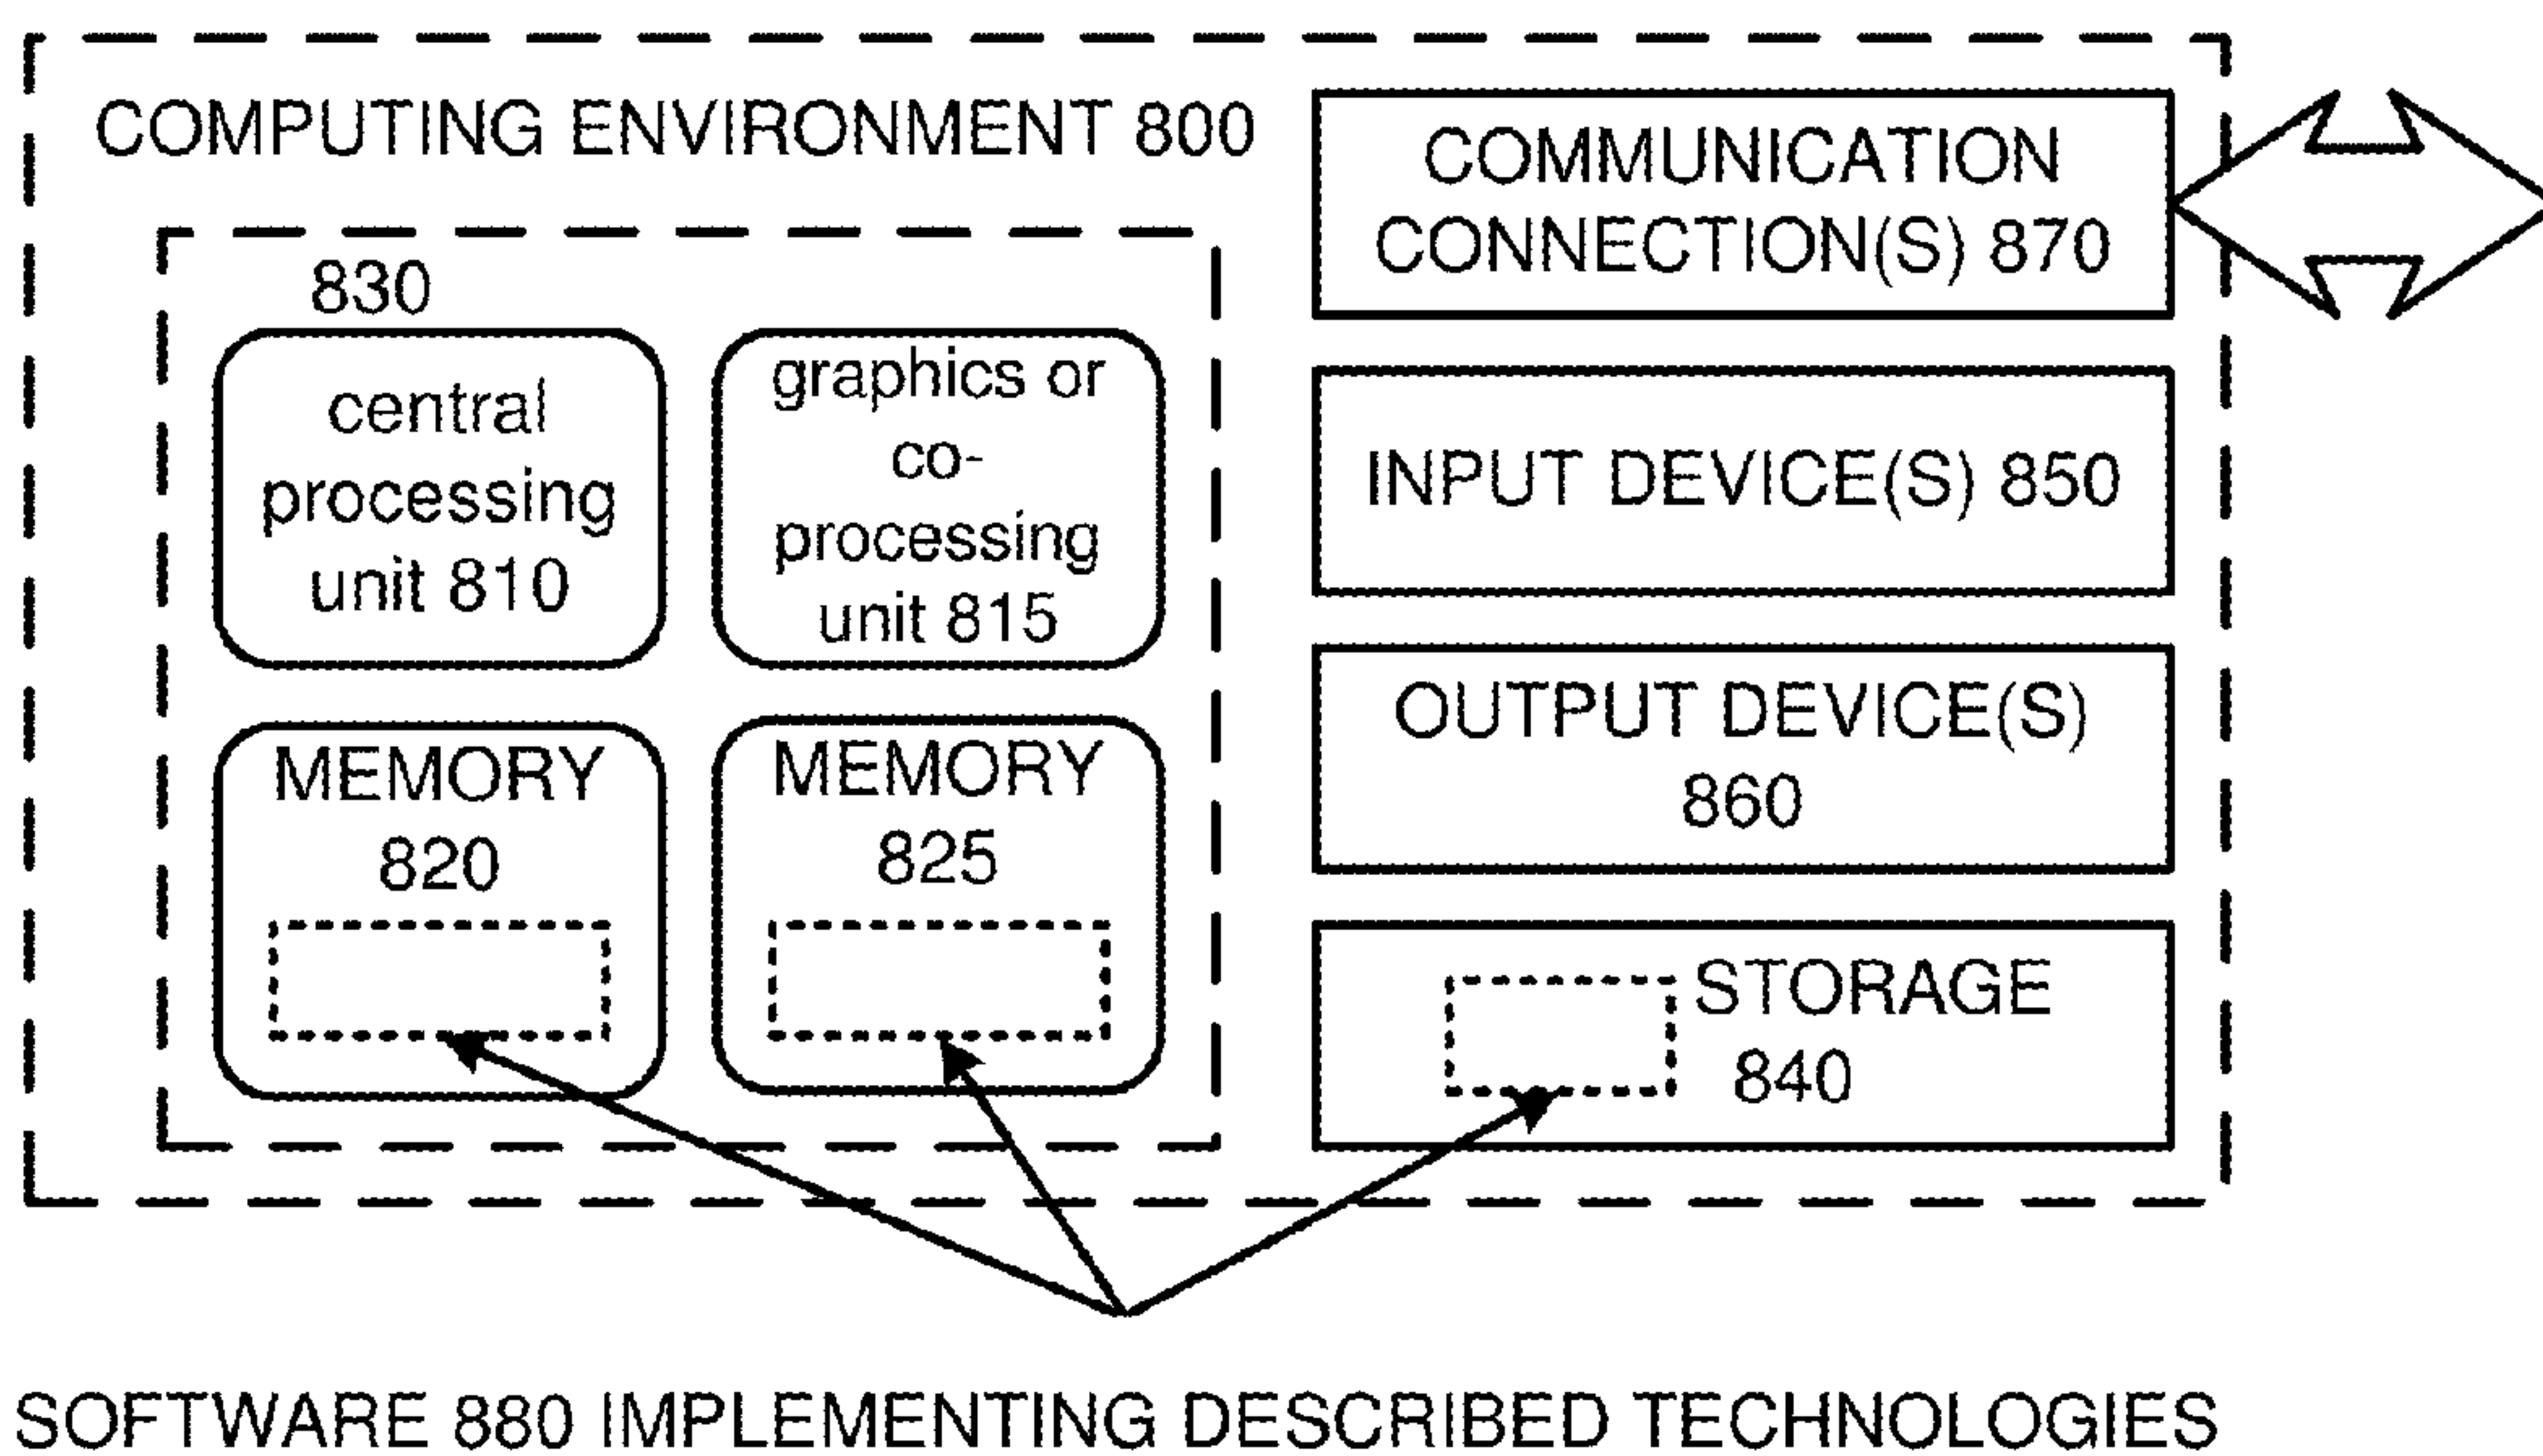 COMPUTING ENVIRONMENT 800
830
central
processing
unit 810
graphics or
co-
processing
unit 815
MEMORY
820
MEMORY
825
COMMUNICATION
CONNECTION(S) 870
INPUT DEVICE(S) 850
OUTPUT DEVICE(S)
860
STORAGE
840
SOFTWARE 880 IMPLEMENTING DESCRIBED TECHNOLOGIES